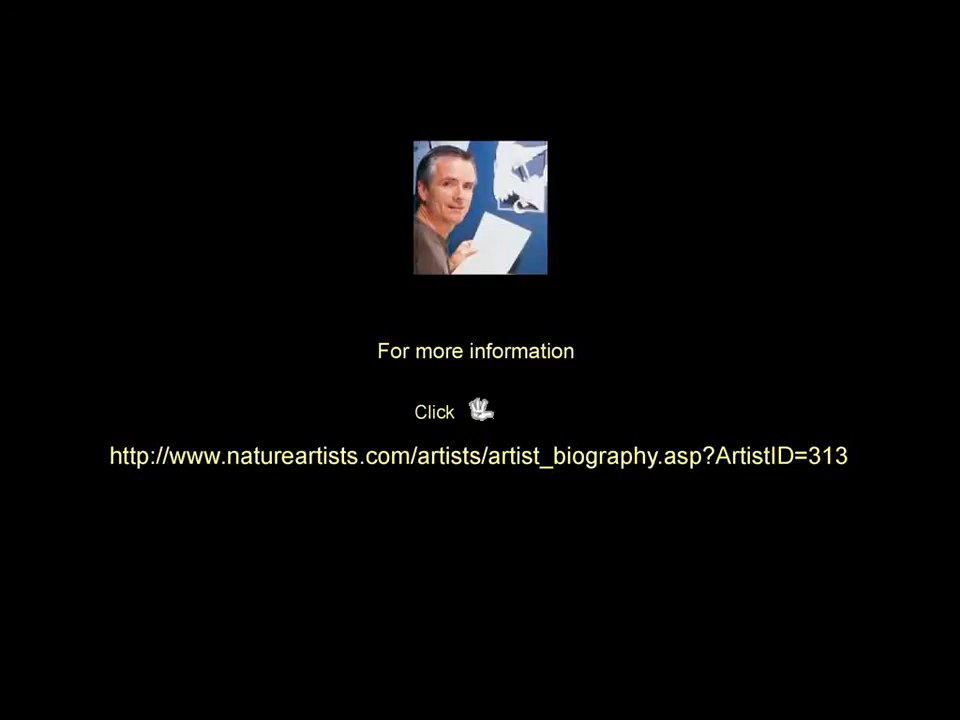 For more information
Click
http://www.natureartists.com/artists/artist_biography.asp?ArtistID=313